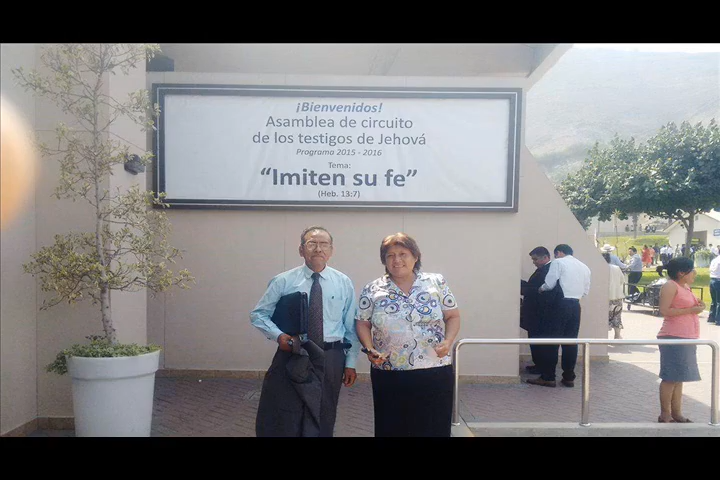 ¡Bienvenidos!
Asamblea de circuito
de los testigos de Jehová
Programa 2015 - 2016
Tema:
“Imiten su fe”
(Heb. 13:7)